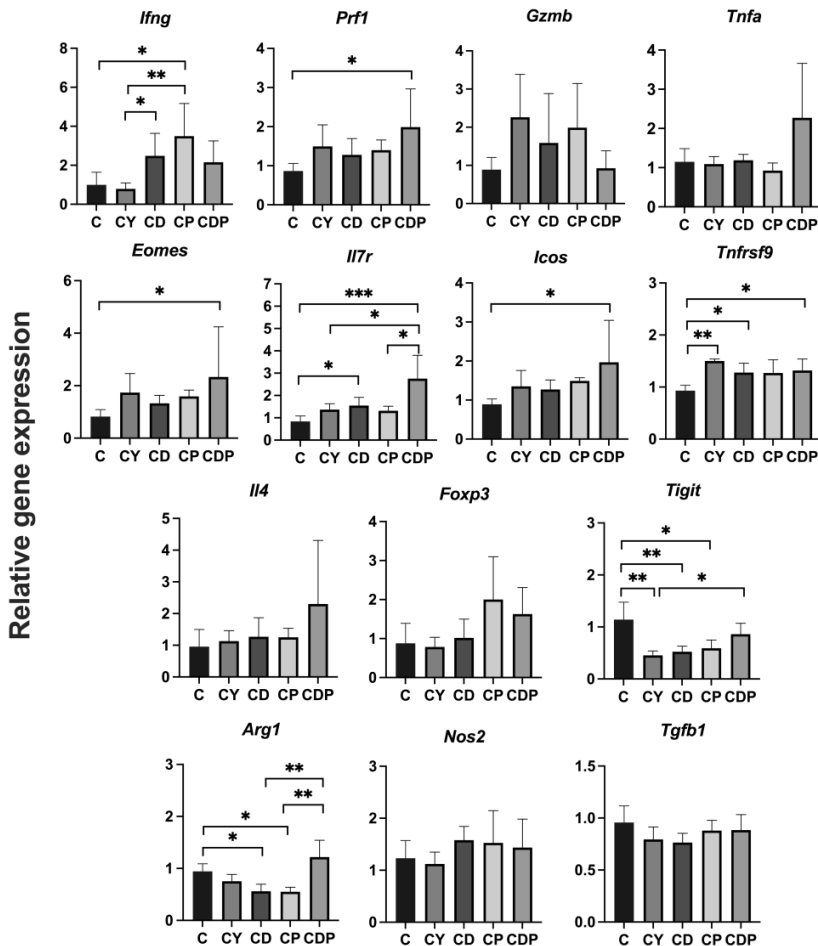 Ifng Prf1 Gzmb Tnfa
* ** * *
8 6 4 2 0 4 3 2 1 0 4 3 2 1 0 4 3 2 1 0
C CY CD CP CDP C CY CD CP CDP C CY CD CP CDP C CY CD CP CDP
Eomes Il7r Icos Tnfrsf9
* *** * * * * * * **
6 4 2 0 7 6 5 4 3 2 1 0 4 3 2 1 0 3 2 1 0
C CY CD CP CDP C CY CD CP CDP C CY CD CP CDP C CY CD CP CDP
Relative gene expression
Il4 Foxp3 Tigit
* ** ** *
5 4 3 2 1 0 4 3 2 1 0 3 2 1 0
C CY CD CP CDP C CY CD CP CDP C CY CD CP CDP
Arg1 Nos2 Tgfb1
** ** * *
3 2 1 0 3 2 1 0 1.5 1.0 0.5 0.0
C CY CD CP CDP C CY CD CP CDP C CY CD CP CDP